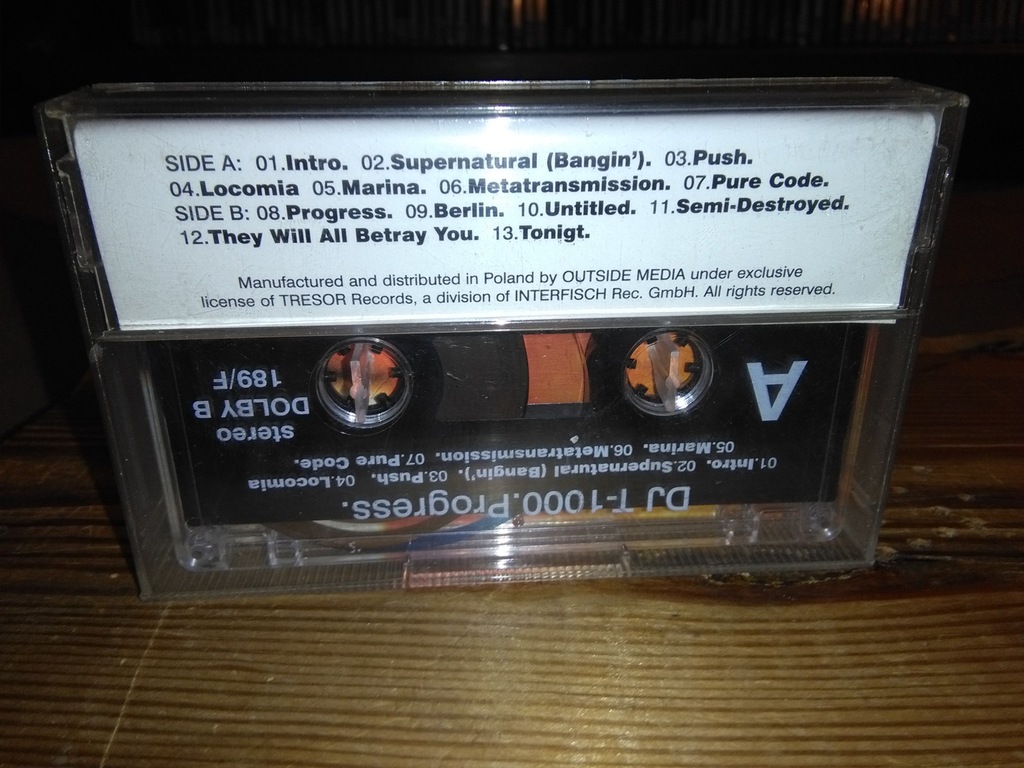 SIDE A: 01.Intro. 02.Supernatural (Bangin'). 03.Push.
04.Locomia 05.Marina. 06.Metatransmission. 07.Pure Code.
SIDE B: 08.Progress. 09.Berlin. 10.Untitled. 11.Semi-Destroyed.
12.They Will All Betray You. 13.Tonigt.
Manufactured and distributed in Poland by OUTSIDE MEDIA under exclusive
license of TRESOR Records, a division of INTERFISCH Rec. GmbH. All rights reserved.
DJ T-1000.Progress.
01.Intro. 02.Supernatural (Bangin'). 03.Push. 04.Locomia
05.Marina. 06.Metatransmission. 07.Pure Code.
A
stereo
DOLBY B
189/F